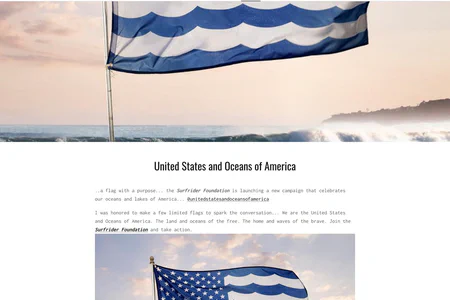 United States and Oceans of America
..a flag with a purpose... the Surfrider Foundation is launching a new campaign that celebrates
our oceans and lakes of America... @unitedstatesandoceansofamerica
I was honored to make a few limited flags to spark the conversation... We are the United States
and Oceans of America. The land and oceans of the free. The home and waves of the brave. Join the
Surfrider Foundation and take action.